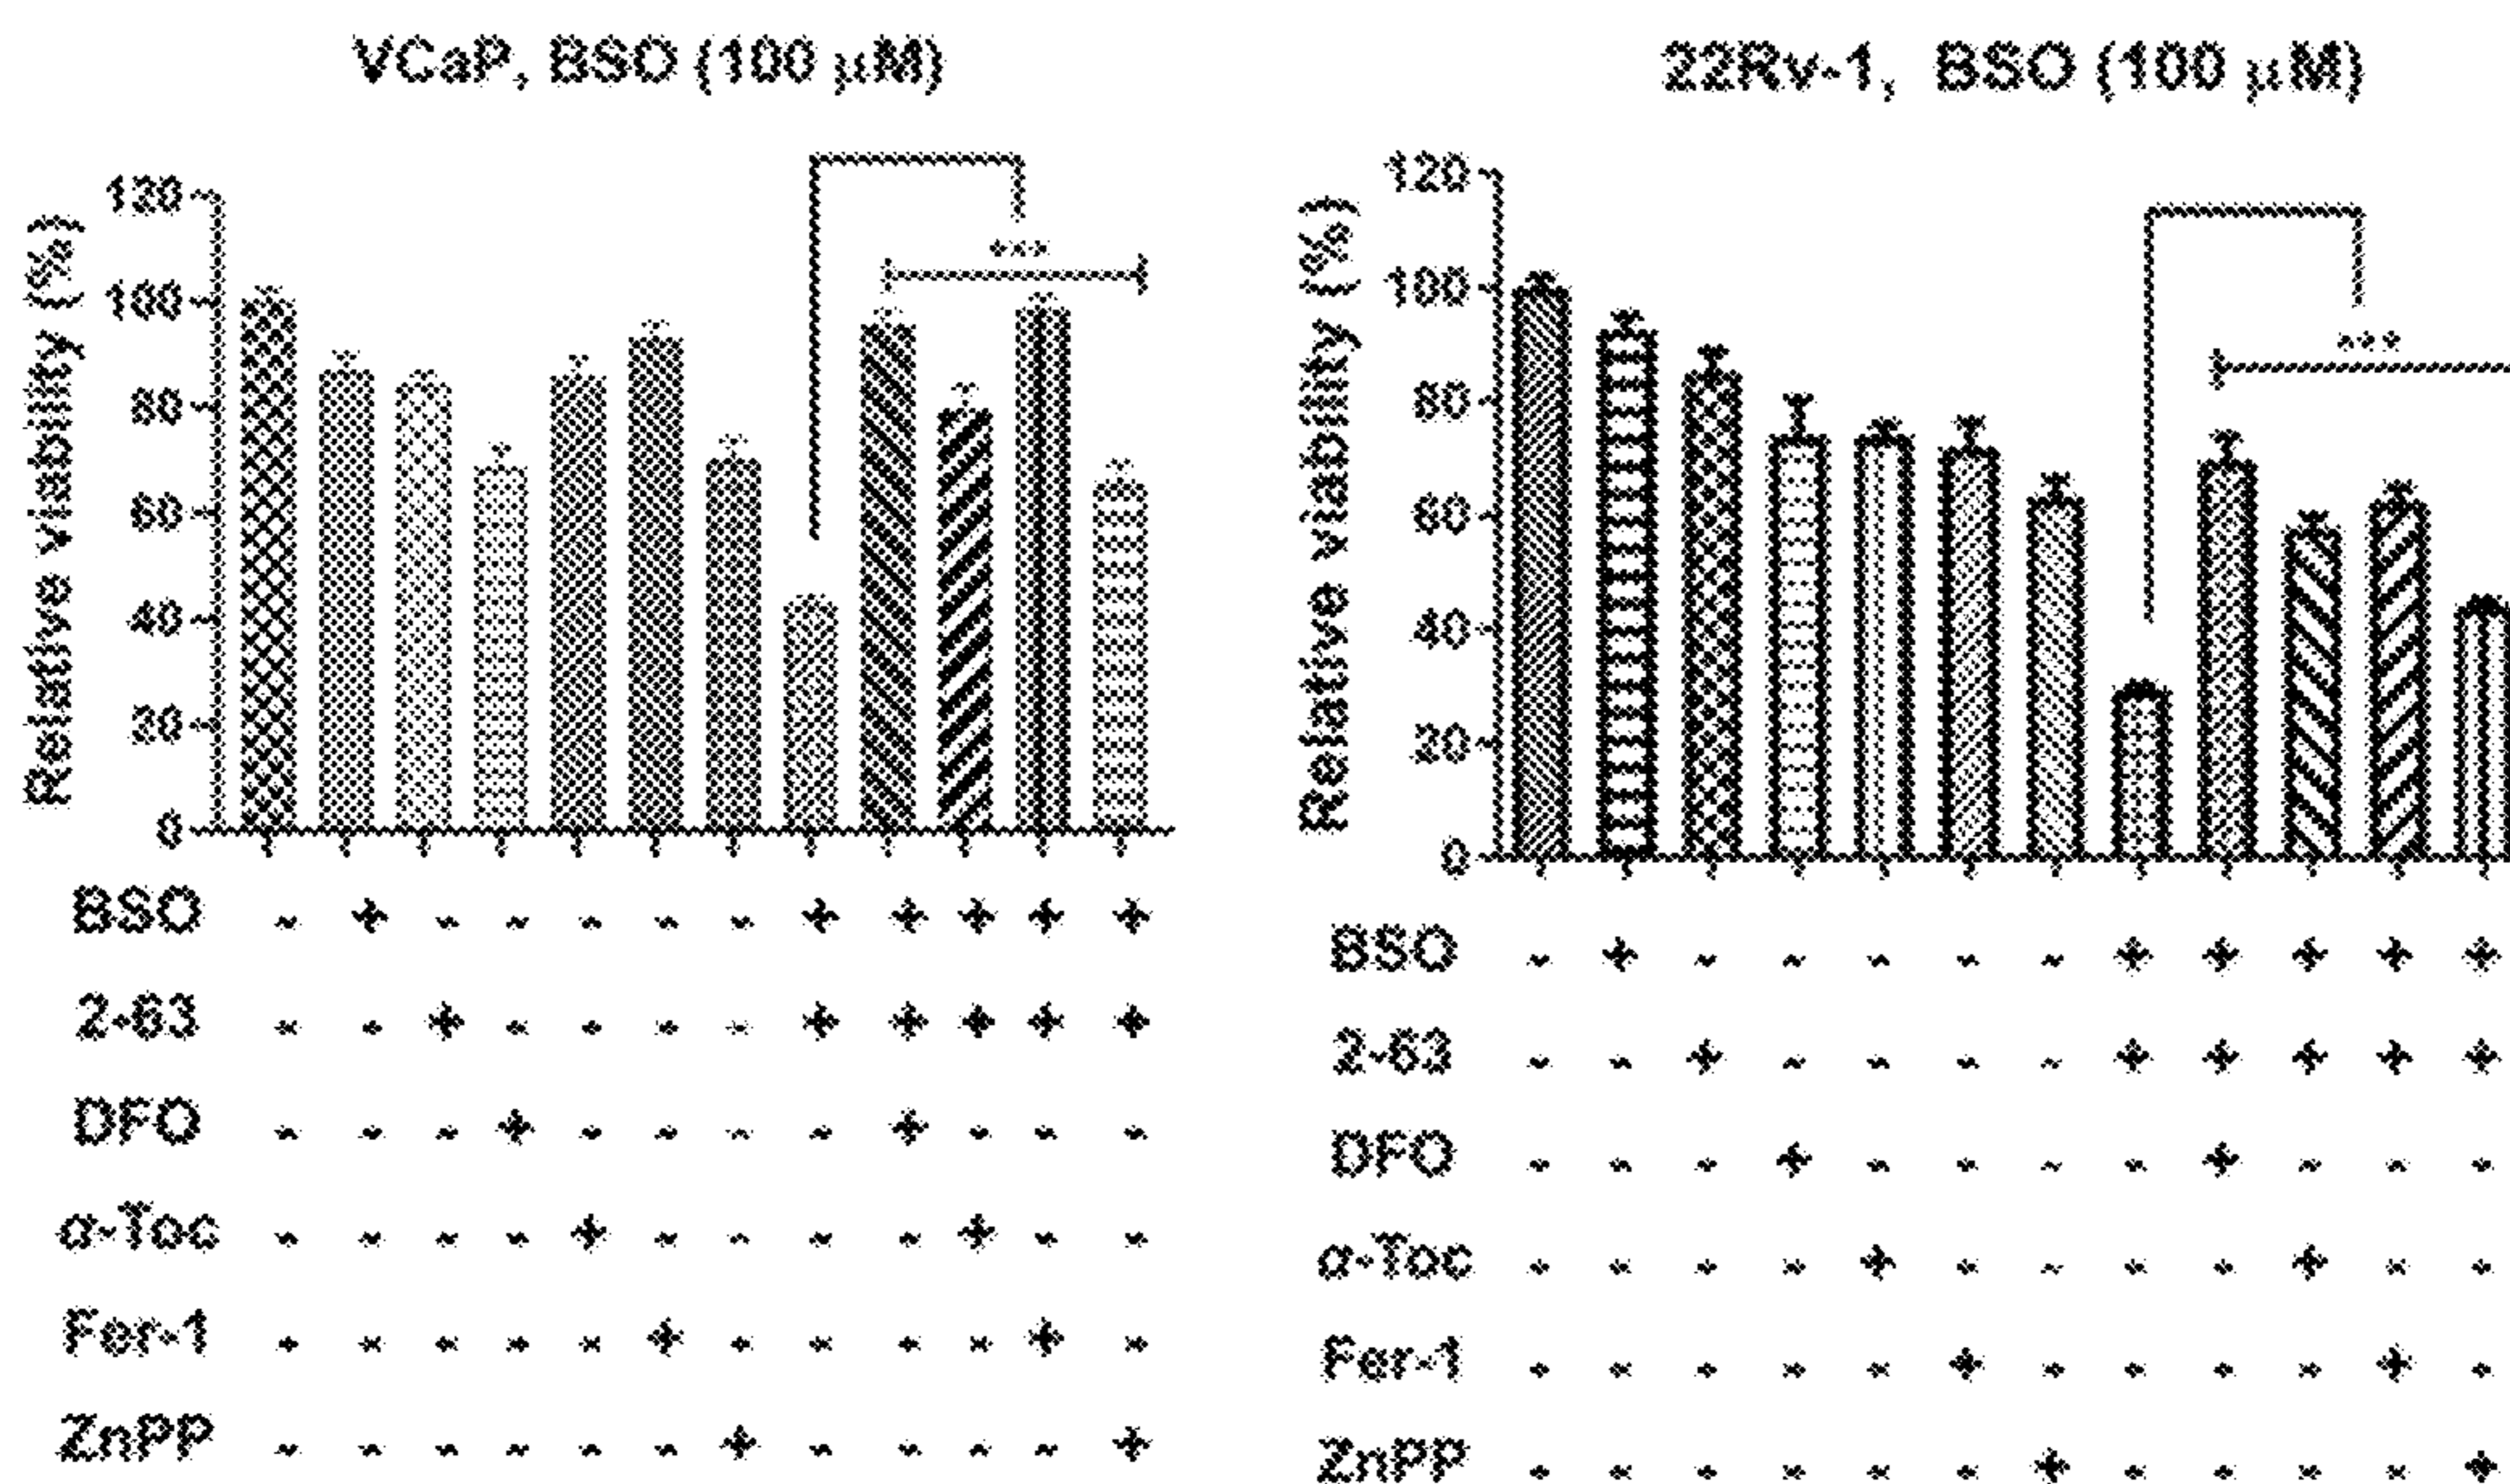 VCaP, BSO (100 μM)
Relative viability (%)
120
100
80
60
40
20
0
***
BSO - + - - - - - + + + + +
2-63 - - + - - - - + + + + +
DFO - - - + - - - - + - - -
α-Toc - - - - + - - - - + - -
Fer-1 - - - - - + - - - - + -
ZnPP - - - - - - + - - - - +
22Rv-1, BSO (100 μM)
Relative viability (%)
120
100
80
60
40
20
0
***
BSO - + - - - - - + + + + +
2-63 - - + - - - - + + + + +
DFO - - - + - - - - + - - -
α-Toc - - - - + - - - - + - -
Fer-1 - - - - - + - - - - + -
ZnPP - - - - - - + - - - - +